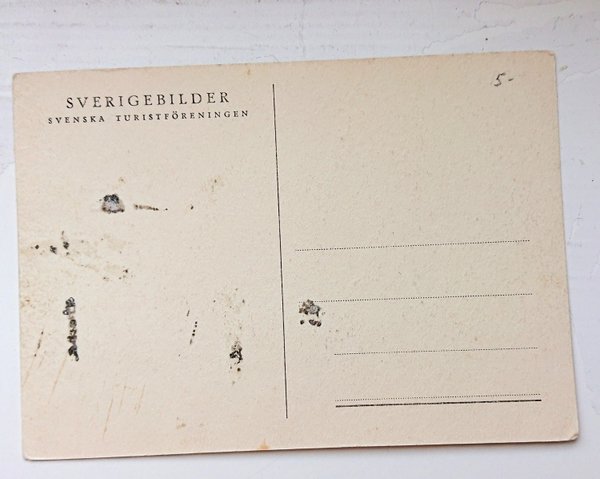 SVERIGEBILDER
SVENSKA TURISTFÖRENINGEN
5-